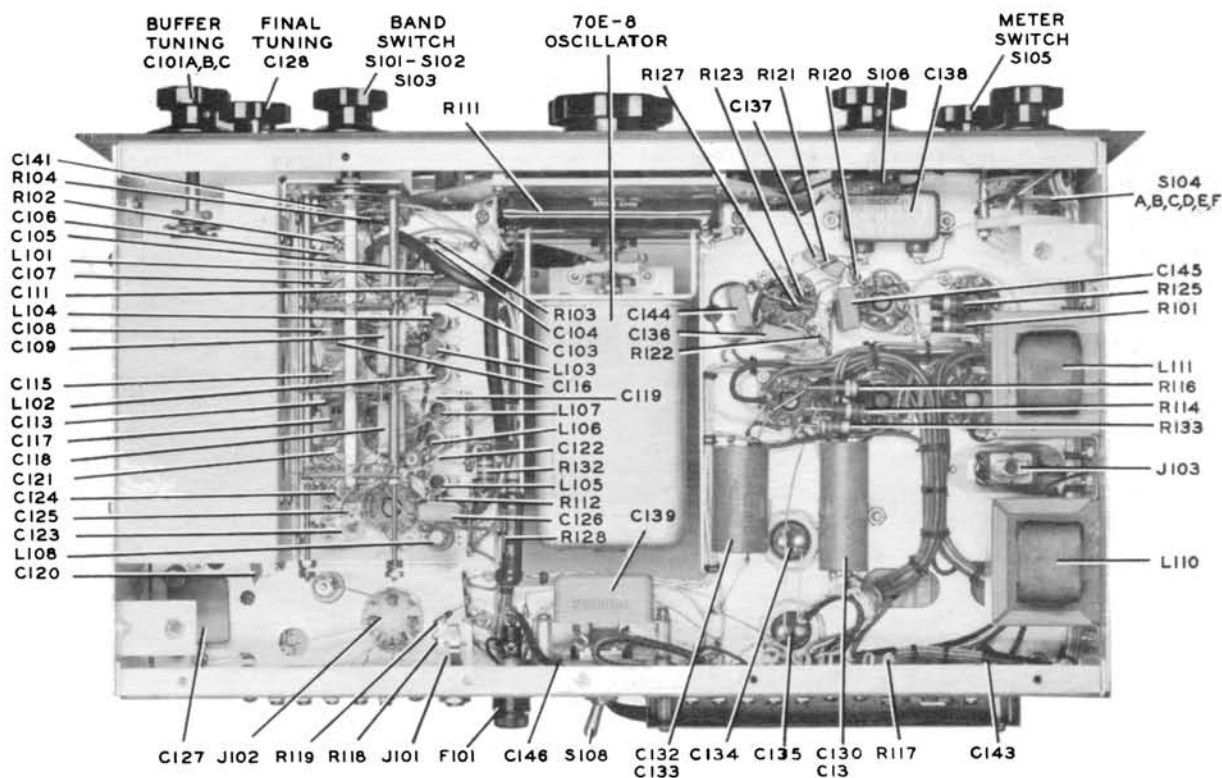 BUFFER
TUNING
C101A,B,C
FINAL
TUNING
C128
BAND
SWITCH
S101-S102
S103
70E-8
OSCILLATOR
METER
SWITCH
S105
R111
R127
R123
C137
R121
R120
S106
C138
C141
R104
R102
C106
C105
L101
C107
C111
L104
C108
C109
C115
L102
C113
C117
C118
C121
C124
C125
C123
L108
C120
R103
C104
C103
L103
C116
C119
L107
L106
C122
R132
L105
R112
C126
R128
C139
C144
C136
R122
S104
A,B,C,D,E,F
C145
R125
R101
L111
R116
R114
R133
J103
L110
C127
J102
R119
R118
J101
F101
C146
S108
C132
C133
C134
C135
C130
C13
R117
C143